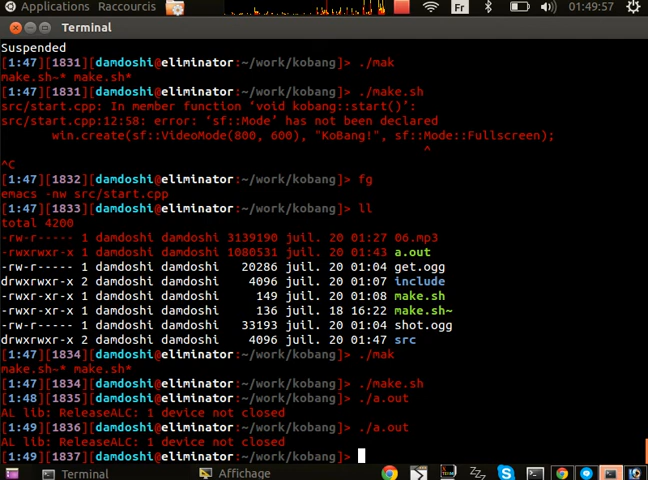 Applications Raccourcis Fr 01:49:57
Terminal
Suspended
[1:47][1831][damdoshi@eliminator:~/work/kobang]> ./mak
make.sh~* make.sh*
[1:47][1831][damdoshi@eliminator:~/work/kobang]> ./make.sh
src/start.cpp: In member function ‘void kobang::start()’:
src/start.cpp:12:58: error: ‘sf::Mode’ has not been declared
win.create(sf::VideoMode(800, 600), "KoBang!", sf::Mode::Fullscreen);
^
^C
[1:47][1832][damdoshi@eliminator:~/work/kobang]> fg
emacs -nw src/start.cpp
[1:47][1833][damdoshi@eliminator:~/work/kobang]> ll
total 4200
-rw-r----- 1 damdoshi damdoshi 3139190 juil. 20 01:27 06.mp3
-rwxrwxr-x 1 damdoshi damdoshi 1080531 juil. 20 01:43 a.out
-rw-r----- 1 damdoshi damdoshi 20286 juil. 20 01:04 get.ogg
drwxrwxr-x 2 damdoshi damdoshi 4096 juil. 20 01:07 include
-rwxrwxr-x 1 damdoshi damdoshi 149 juil. 20 01:08 make.sh
-rwxrwxr-x 1 damdoshi damdoshi 136 juil. 18 16:22 make.sh~
-rw-r----- 1 damdoshi damdoshi 33193 juil. 20 01:04 shot.ogg
drwxrwxr-x 2 damdoshi damdoshi 4096 juil. 20 01:47 src
[1:47][1834][damdoshi@eliminator:~/work/kobang]> ./mak
make.sh~* make.sh*
[1:47][1834][damdoshi@eliminator:~/work/kobang]> ./make.sh
[1:48][1835][damdoshi@eliminator:~/work/kobang]> ./a.out
AL lib: ReleaseALC: 1 device not closed
[1:49][1836][damdoshi@eliminator:~/work/kobang]> ./a.out
AL lib: ReleaseALC: 1 device not closed
[1:49][1837][damdoshi@eliminator:~/work/kobang]>
Terminal Affichage